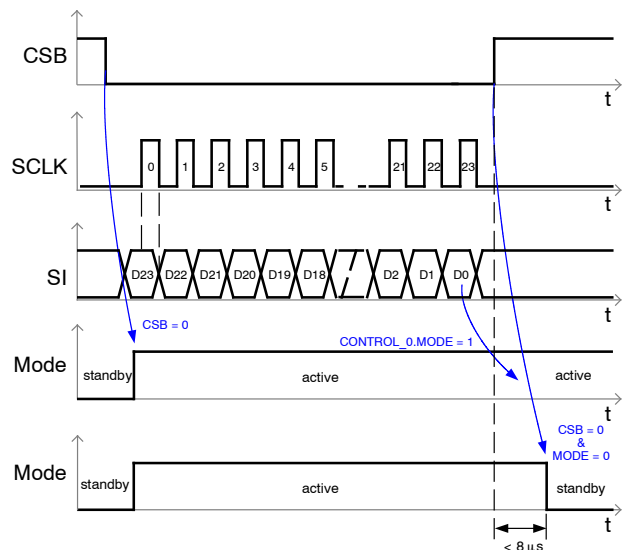 CSB
t
SCLK
0 1 2 3 4 5 21 22 23
t
SI
D23 D22 D21 D20 D19 D18 D2 D1 D0
t
CSB = 0
CONTROL_0.MODE = 1
Mode
standby active active
t
CSB = 0
&
MODE = 0
Mode
standby active standby
t
< 8 µs